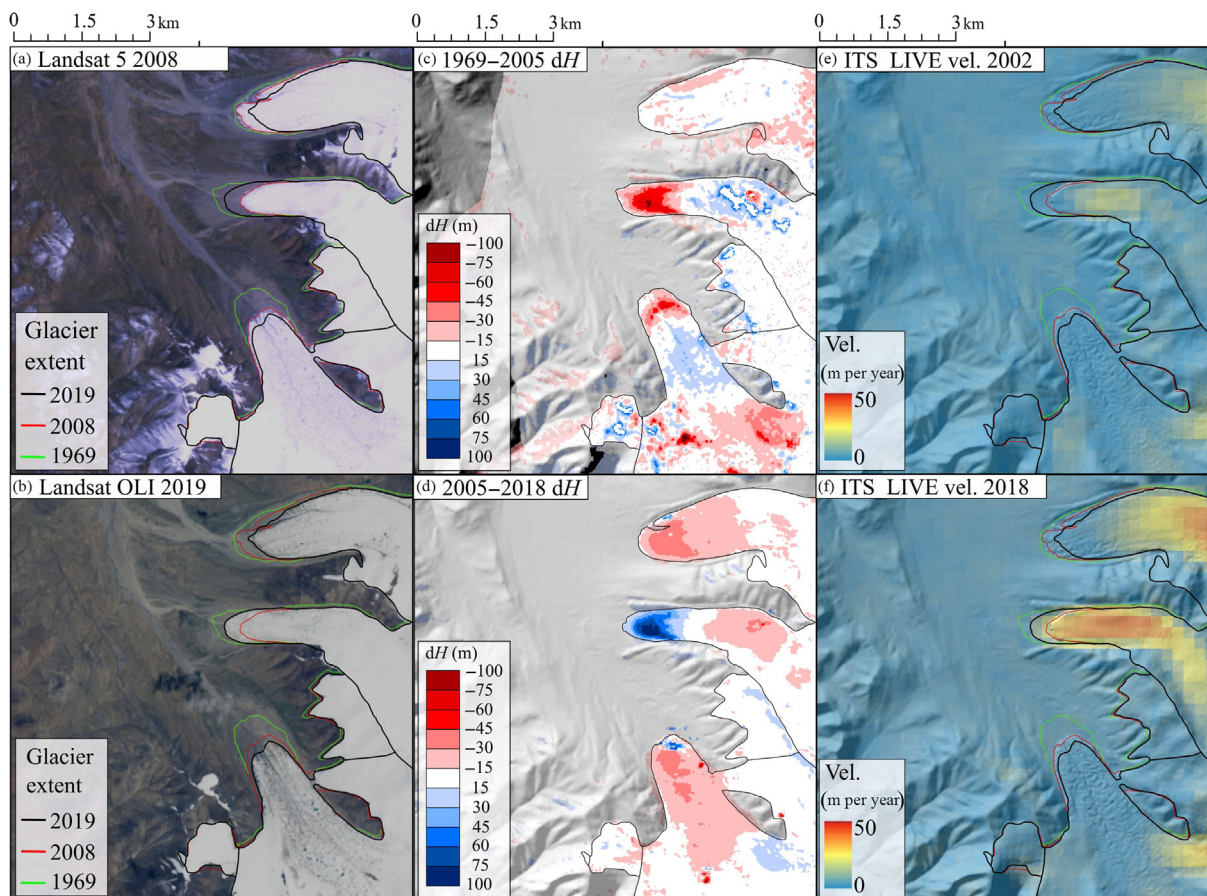 0 1.5 3 km
0 1.5 3 km
0 1.5 3 km
(a) Landsat 5 2008
Glacier
extent
2019
2008
1969
(c) 1969–2005 dH
dH (m)
−100
−75
−60
−45
−30
−15
15
30
45
60
75
100
(e) ITS LIVE vel. 2002
Vel.
(m per year)
50
0
(b) Landsat OLI 2019
Glacier
extent
2019
2008
1969
(d) 2005–2018 dH
dH (m)
−100
−75
−60
−45
−30
−15
15
30
45
60
75
100
(f) ITS LIVE vel. 2018
Vel.
(m per year)
50
0